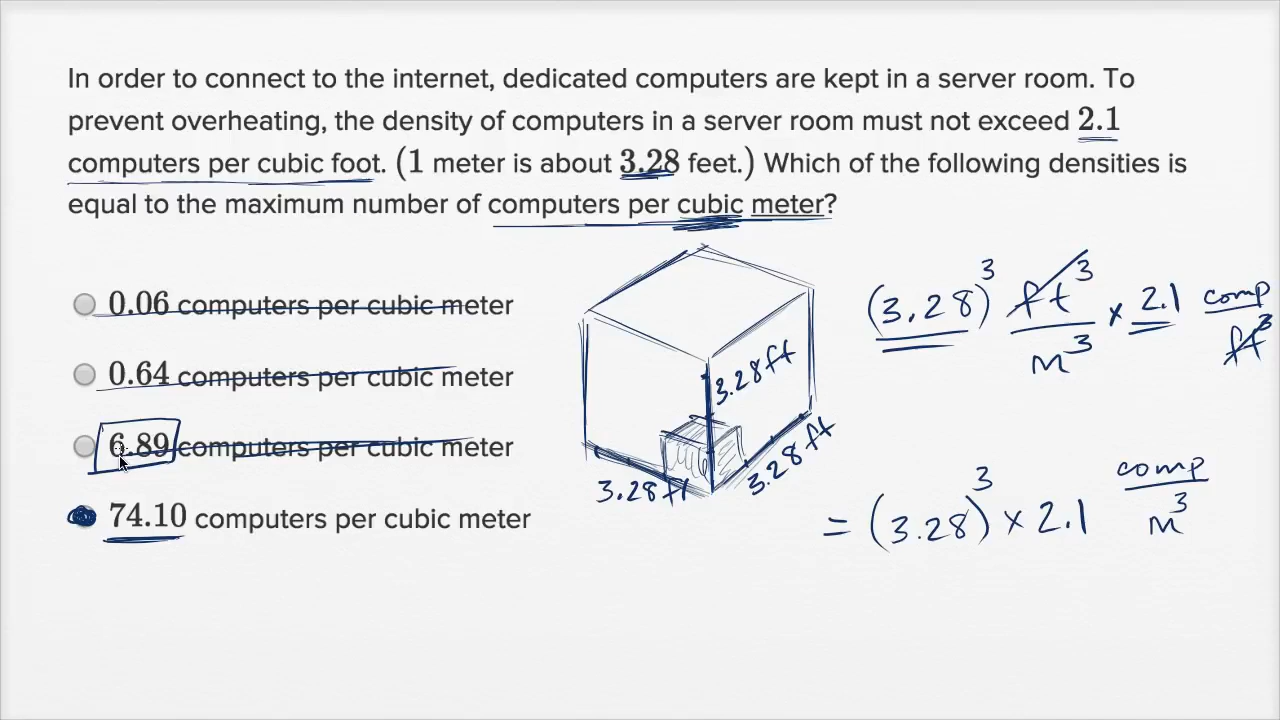 In order to connect to the internet, dedicated computers are kept in a server room. To
prevent overheating, the density of computers in a server room must not exceed 2.1
computers per cubic foot. (1 meter is about 3.28 feet.) Which of the following densities is
equal to the maximum number of computers per cubic meter?
0.06 computers per cubic meter
0.64 computers per cubic meter
6.89 computers per cubic meter
74.10 computers per cubic meter
3.28 ft
3.28 ft
3.28 ft
(3.28)³ ft³/m³ × 2.1 comp/ft³
= (3.28)³ × 2.1 comp/m³